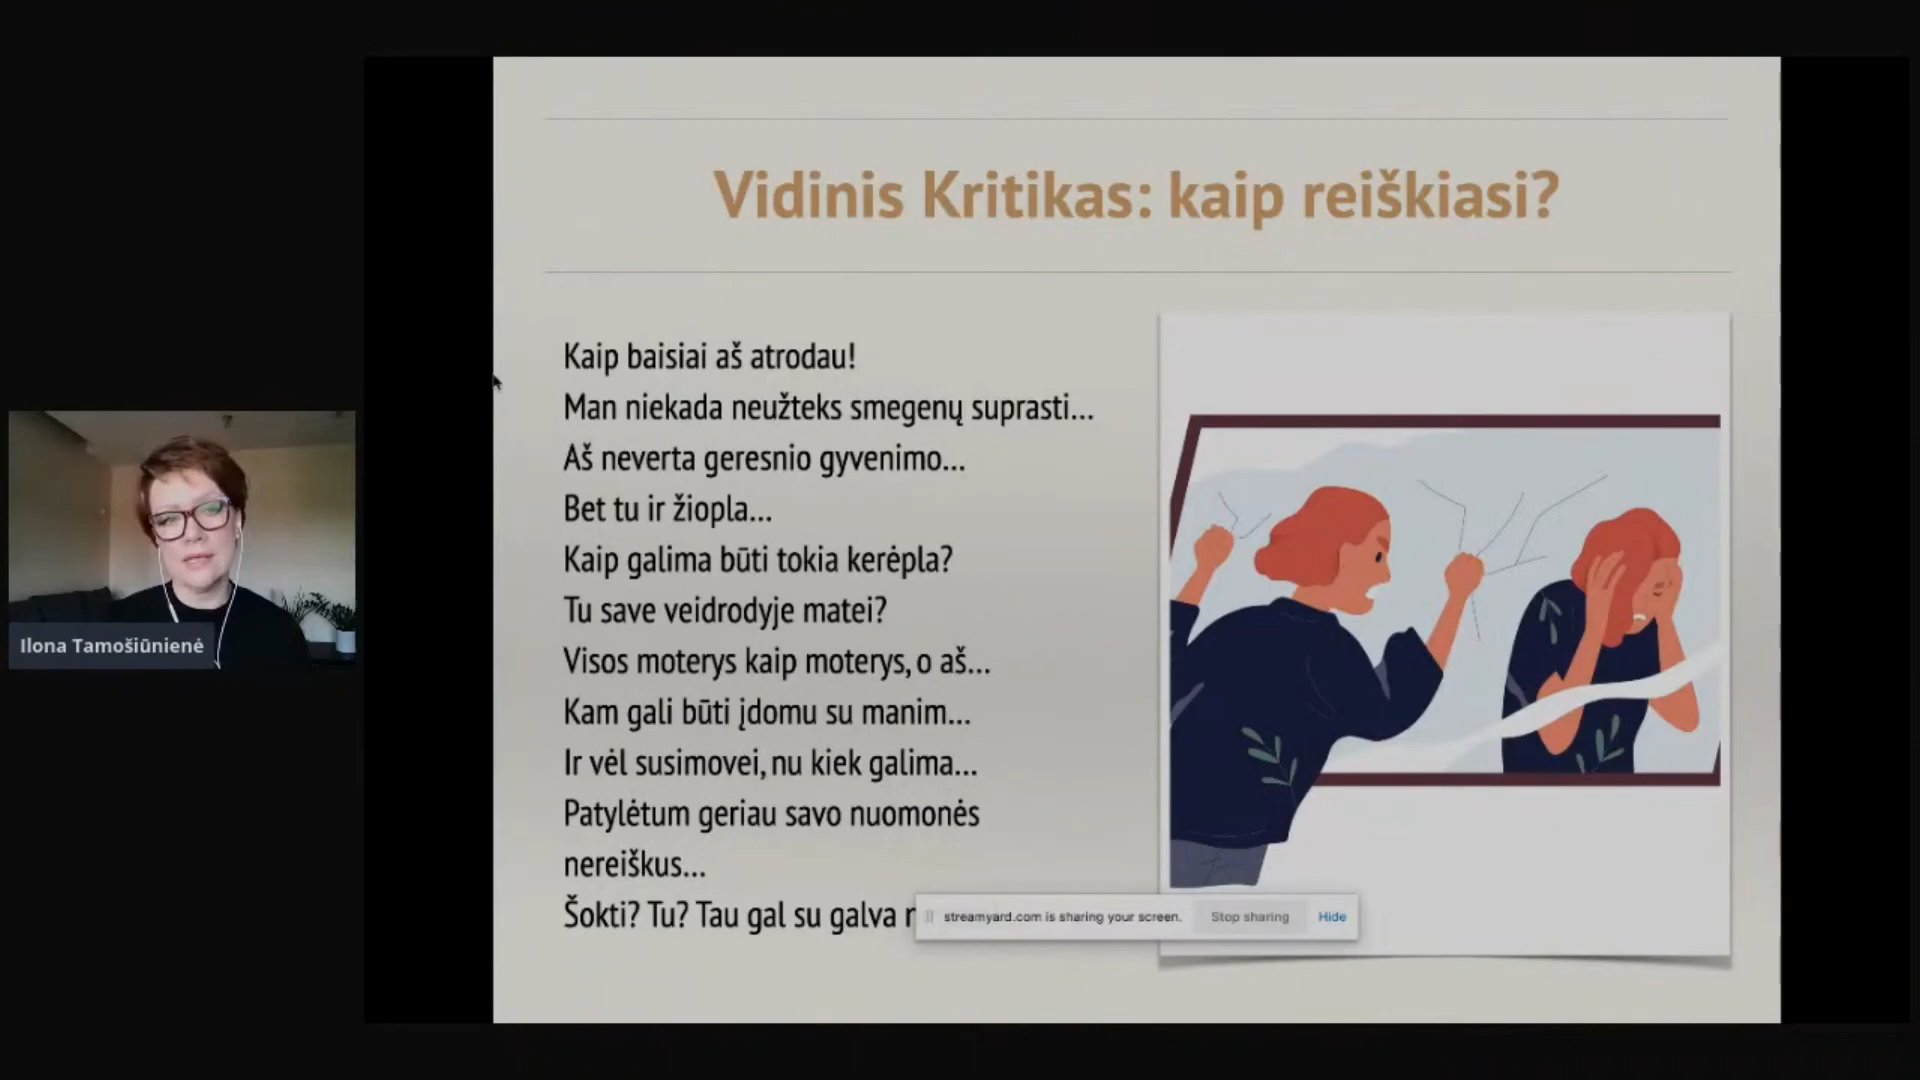 Vidinis Kritikas: kaip reiškiasi?
Kaip baisiai aš atrodau!
Man niekada neužteks smegenų suprasti...
Aš neverta geresnio gyvenimo...
Bet tu ir žiopla...
Kaip galima būti tokia kerėpla?
Tu save veidrodyje matei?
Visos moterys kaip moterys, o aš...
Kam gali būti įdomu su manim...
Ir vėl susimovei, nu kiek galima...
Patylėtum geriau savo nuomonės
nereiškus...
Šokti? Tu? Tau gal su galva
streamyard.com is sharing your screen. Stop sharing Hide
Ilona Tamošiūnienė